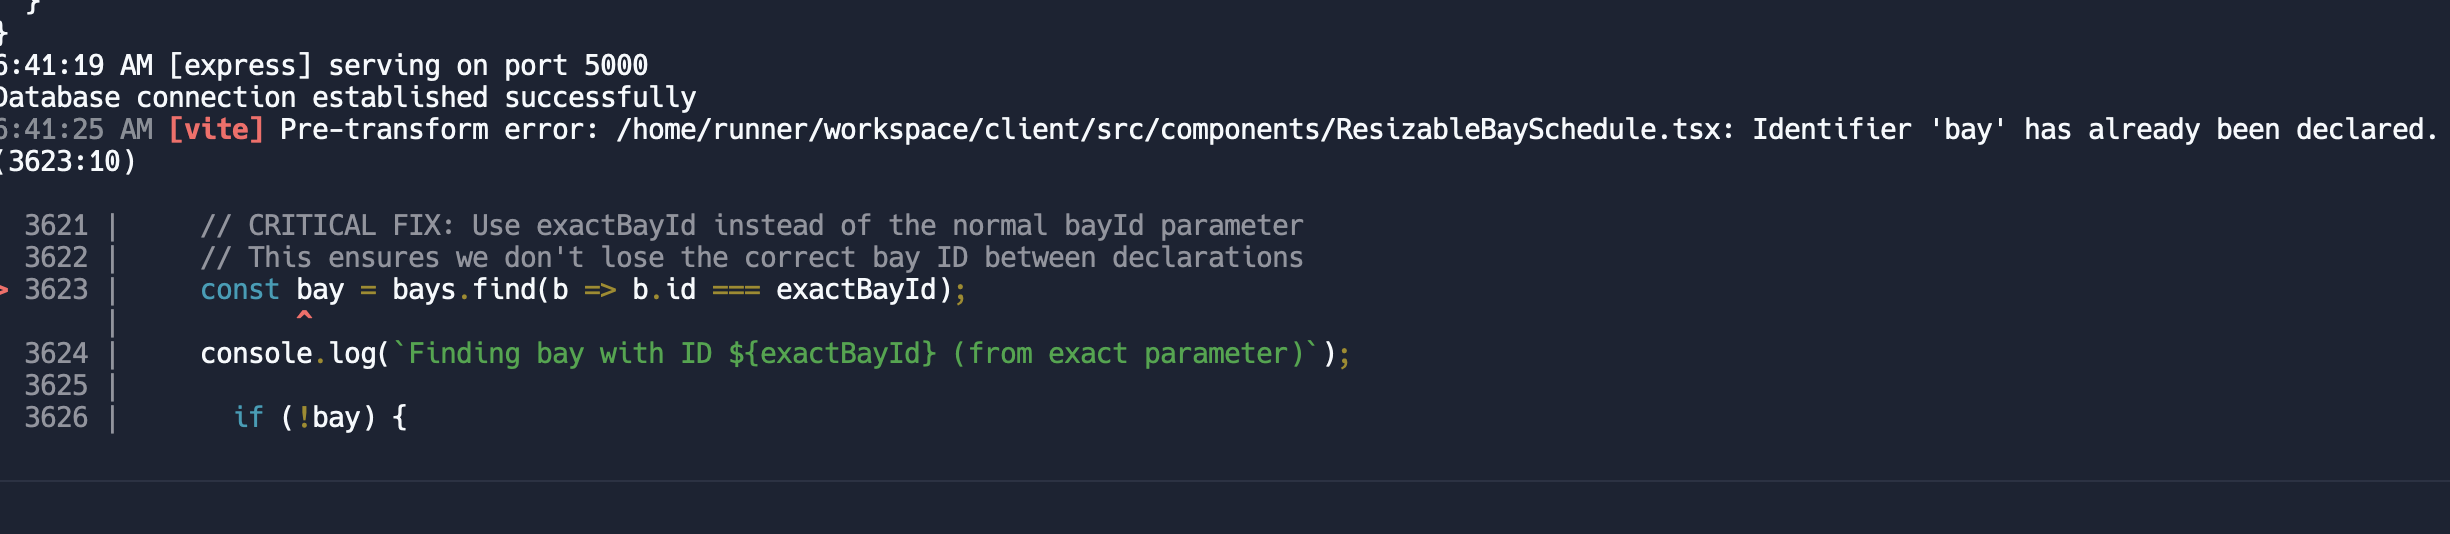 }
}
6:41:19 AM [express] serving on port 5000
Database connection established successfully
6:41:25 AM [vite] Pre-transform error: /home/runner/workspace/client/src/components/ResizableBaySchedule.tsx: Identifier 'bay' has already been declared.
(3623:10)
3621 |     // CRITICAL FIX: Use exactBayId instead of the normal bayId parameter
3622 |     // This ensures we don't lose the correct bay ID between declarations
> 3623 |     const bay = bays.find(b => b.id === exactBayId);
|           ^
3624 |     console.log(`Finding bay with ID ${exactBayId} (from exact parameter)`);
3625 |
3626 |       if (!bay) {